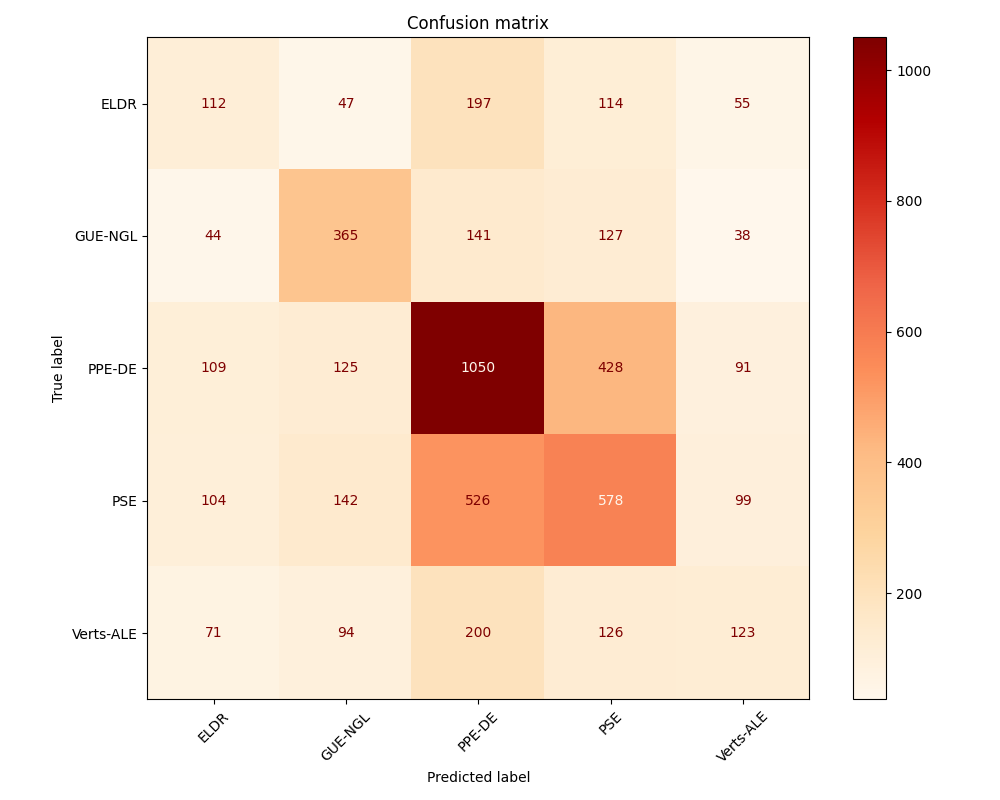 Confusion matrix
ELDR 112 47 197 114 55
GUE-NGL 44 365 141 127 38
PPE-DE 109 125 1050 428 91
PSE 104 142 526 578 99
Verts-ALE 71 94 200 126 123
True label
ELDR GUE-NGL PPE-DE PSE Verts-ALE
Predicted label
1000
800
600
400
200